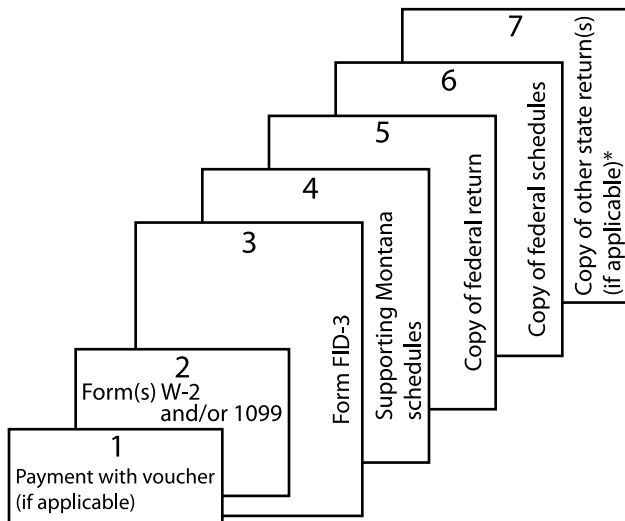 1
Payment with voucher
(if applicable)
2
Form(s) W-2
and/or 1099
3
Form FID-3
4
Supporting Montana
schedules
5
Copy of federal return
6
Copy of federal schedules
7
Copy of other state return(s)
(if applicable)*